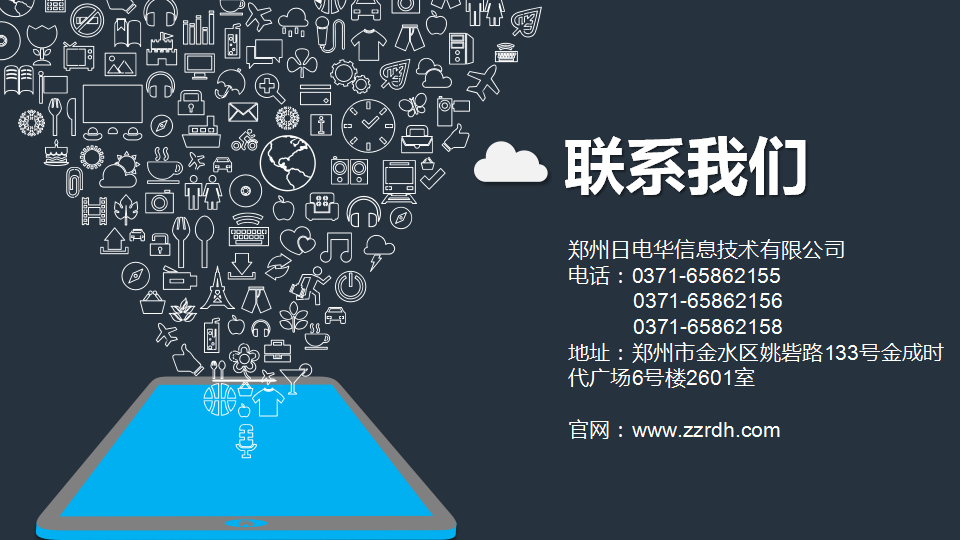 联系我们
郑州日电华信息技术有限公司
电话：0371-65862155
0371-65862156
0371-65862158
地址：郑州市金水区姚砦路133号金成时
代广场6号楼2601室
官网：www.zzrdh.com